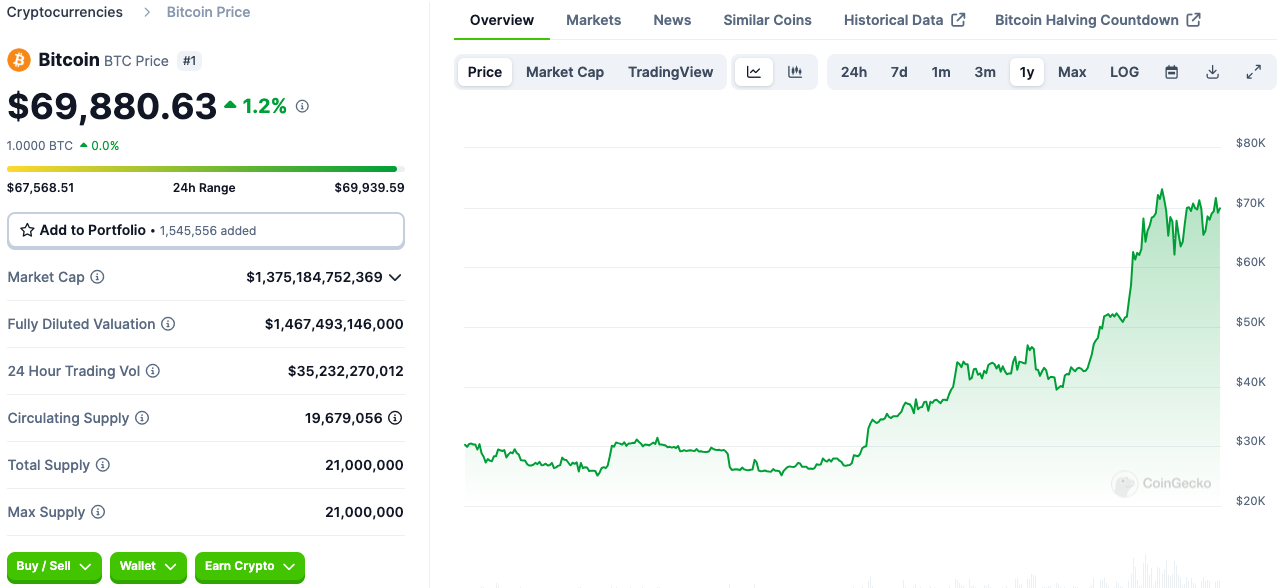 Cryptocurrencies > Bitcoin Price
Bitcoin BTC Price #1
$69,880.63 1.2%
1.0000 BTC 0.0%
$67,568.51 24h Range $69,939.59
Add to Portfolio • 1,545,556 added
Market Cap $1,375,184,752,369
Fully Diluted Valuation $1,467,493,146,000
24 Hour Trading Vol $35,232,270,012
Circulating Supply 19,679,056
Total Supply 21,000,000
Max Supply 21,000,000
Buy / Sell Wallet Earn Crypto
Overview Markets News Similar Coins Historical Data Bitcoin Halving Countdown
Price Market Cap TradingView 24h 7d 1m 3m 1y Max LOG
$80K
$70K
$60K
$50K
$40K
$30K
CoinGecko
$20K